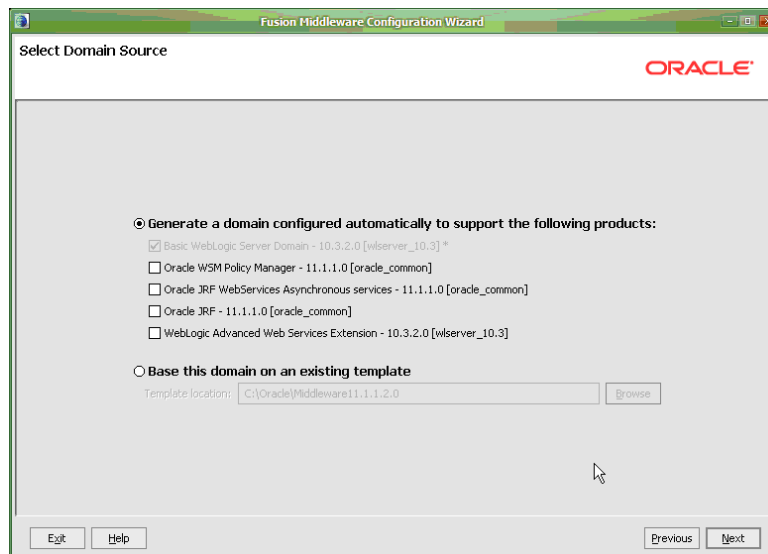 Fusion Middleware Configuration Wizard
Select Domain Source
ORACLE
Generate a domain configured automatically to support the following products:
Basic WebLogic Server Domain - 10.3.2.0 [wlserver_10.3] *
Oracle WSM Policy Manager - 11.1.1.0 [oracle_common]
Oracle JRF WebServices Asynchronous services - 11.1.1.0 [oracle_common]
Oracle JRF - 11.1.1.0 [oracle_common]
WebLogic Advanced Web Services Extension - 10.3.2.0 [wlserver_10.3]
Base this domain on an existing template
Template location: C:\Oracle\Middleware11.1.1.2.0 Browse
Exit Help Previous Next